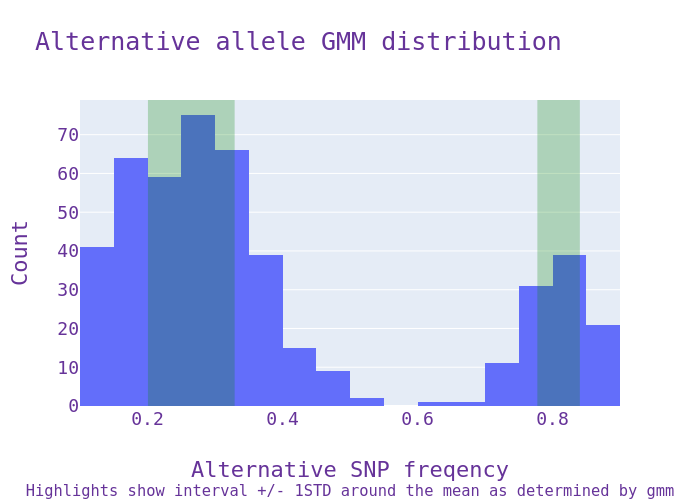 Alternative allele GMM distribution
Count
70
60
50
40
30
20
10
0
0.2 0.4 0.6 0.8
Alternative SNP freqency
Highlights show interval +/- 1STD around the mean as determined by gmm